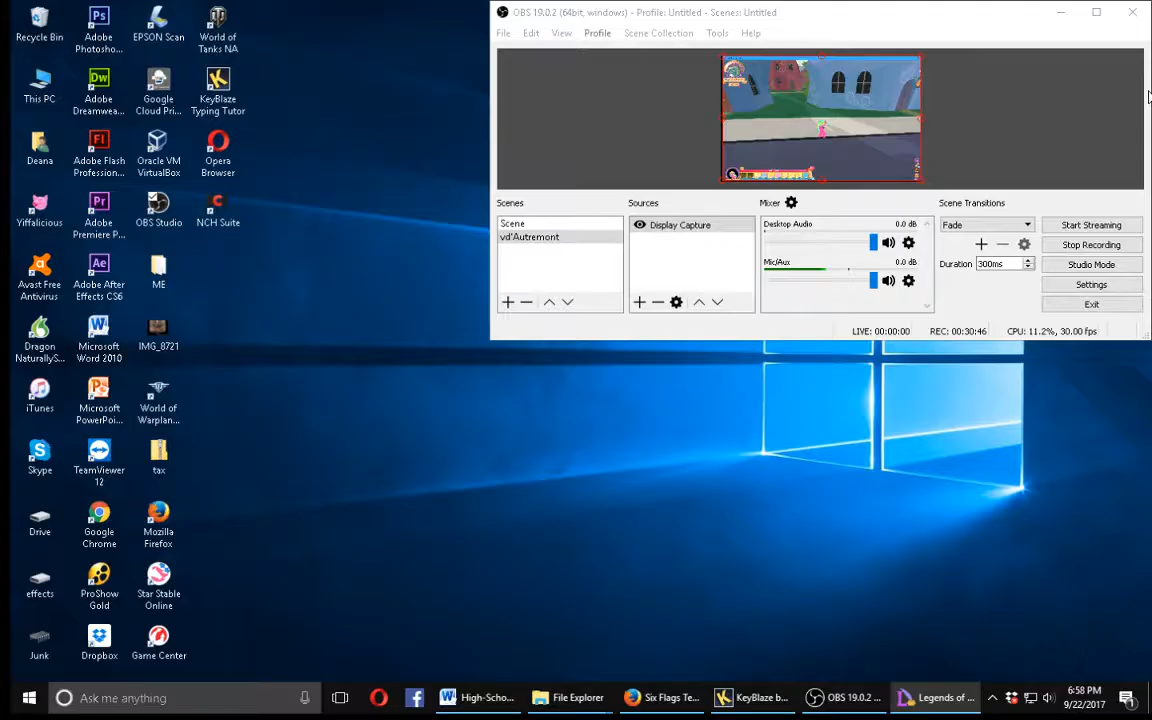 Recycle Bin
Adobe Photosho...
EPSON Scan
World of Tanks NA
This PC
Adobe Dreamwea...
Google Cloud Pri...
KeyBlaze Typing Tutor
Deana
Adobe Flash Profession...
Oracle VM VirtualBox
Opera Browser
Yiffalicious
Adobe Premiere P...
OBS Studio
NCH Suite
Avast Free Antivirus
Adobe After Effects CS6
ME
Dragon NaturallyS...
Microsoft Word 2010
IMG_8721
iTunes
Microsoft PowerPoi...
World of Warplan...
Skype
TeamViewer 12
tax
Drive
Google Chrome
Mozilla Firefox
effects
ProShow Gold
Star Stable Online
Junk
Dropbox
Game Center
OBS 19.0.2 (64bit, windows) - Profile: Untitled - Scenes: Untitled
File Edit View Profile Scene Collection Tools Help
Scenes
Scene
vd'Autremont
Sources
Display Capture
Mixer
Desktop Audio 0.0 dB
Mic/Aux 0.0 dB
Scene Transitions
Fade
Duration 300ms
Start Streaming
Stop Recording
Studio Mode
Settings
Exit
LIVE: 00:00:00 REC: 00:30:46 CPU: 11.2%, 30.00 fps
Ask me anything
High-Scho...
File Explorer
Six Flags Te...
KeyBlaze b...
OBS 19.0.2 ...
Legends of ...
6:58 PM
9/22/2017
1